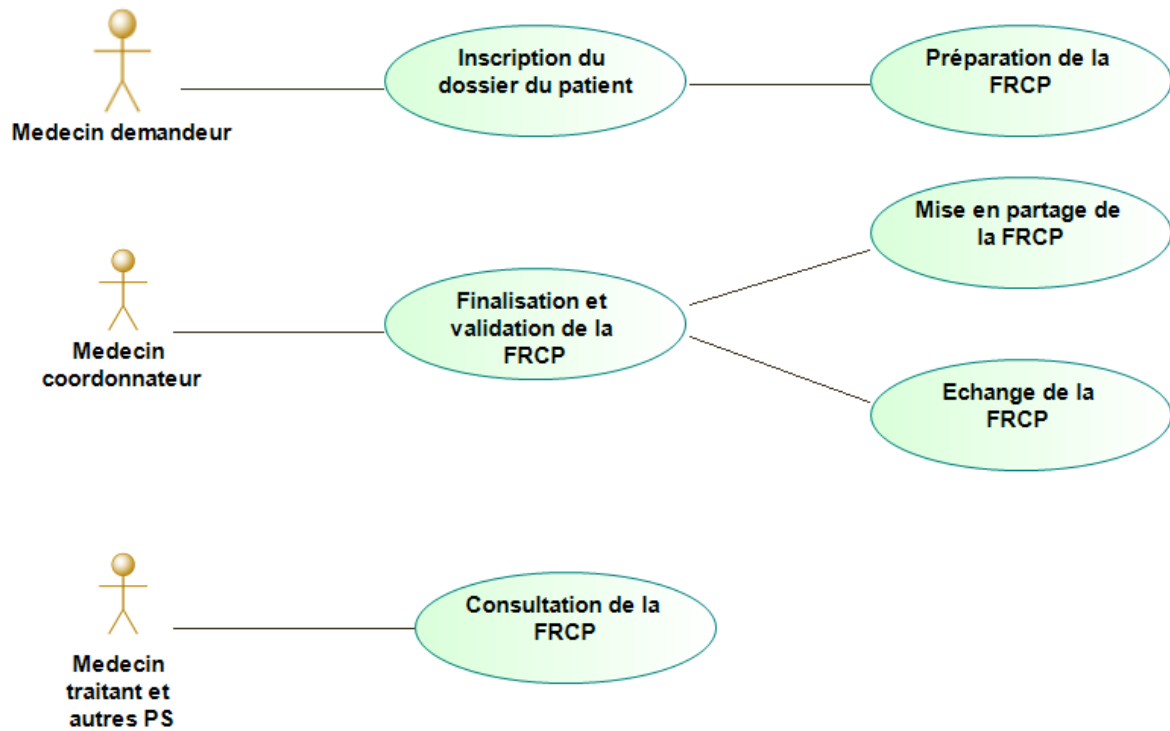 Inscription du
dossier du patient
Préparation de la
FRCP
Medecin demandeur
Mise en partage de
la FRCP
Finalisation et
validation de la
FRCP
Medecin
coordonnateur
Echange de la
FRCP
Consultation de la
FRCP
Medecin
traitant et
autres PS